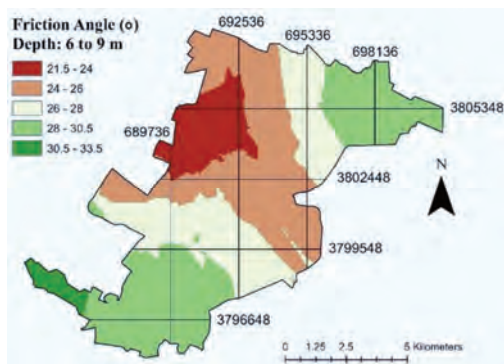 Friction Angle (o)
Depth: 6 to 9 m
21.5 - 24
24 - 26
26 - 28
28 - 30.5
30.5 - 33.5
692536
695336
698136
3805348
689736
N
3802448
3799548
3796648
0 1.25 2.5 5 Kilometers